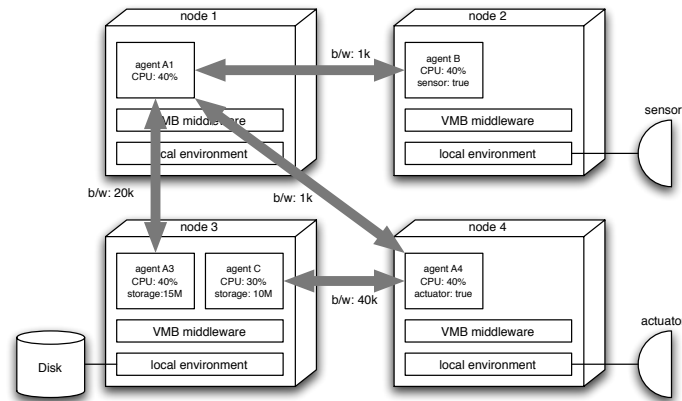 node 1
node 2
agent A1
CPU: 40%
b/w: 1k
agent B
CPU: 40%
sensor: true
sensor
VMB middleware
VMB middleware
local environment
local environment
b/w: 20k
b/w: 1k
node 3
node 4
agent A3
CPU: 40%
storage:15M
agent C
CPU: 30%
storage: 10M
b/w: 40k
agent A4
CPU: 40%
actuator: true
actuato
VMB middleware
VMB middleware
Disk
local environment
local environment